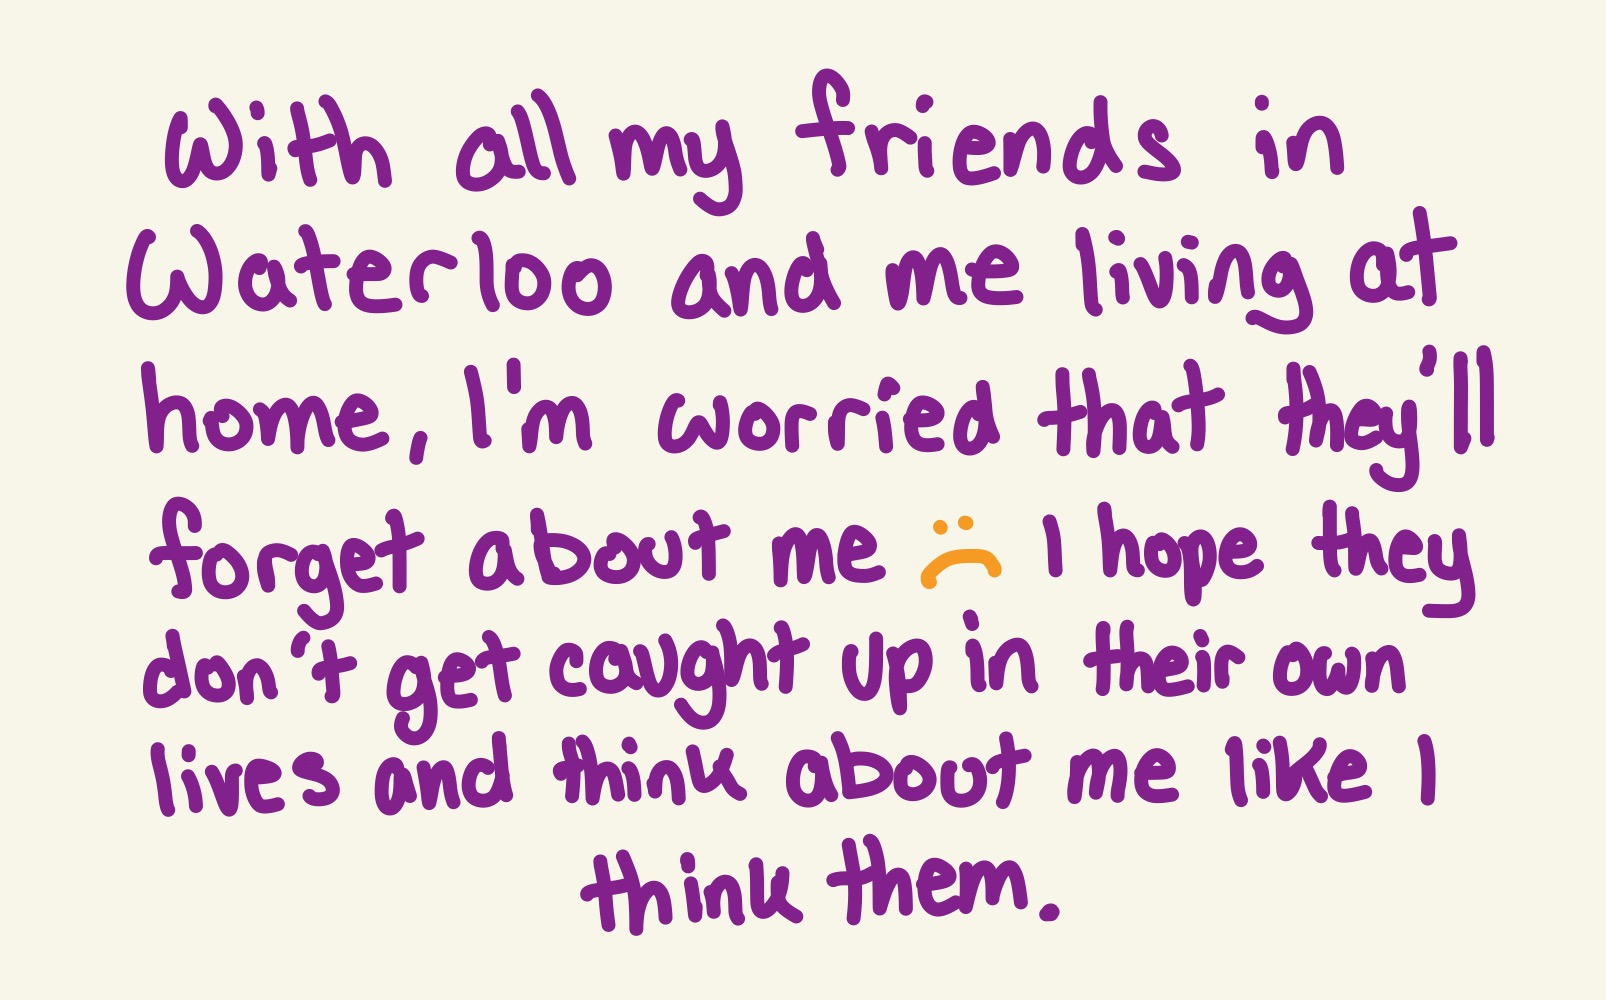 With all my friends in
Waterloo and me living at
home, I'm worried that they'll
forget about me :( I hope they
don't get caught up in their own
lives and think about me like I
think them.